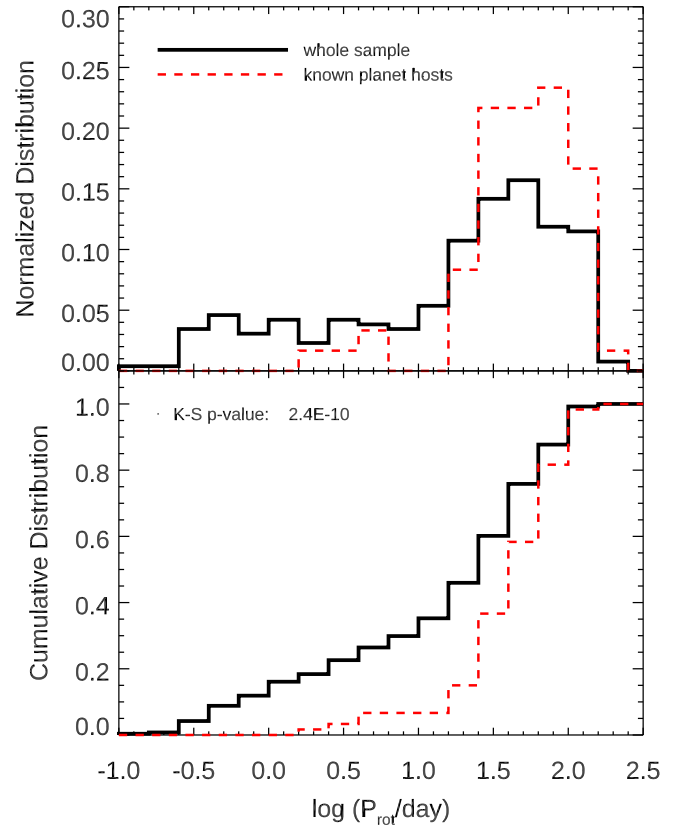 0.30
0.25
0.20
0.15
0.10
0.05
0.00
Normalized Distribution
whole sample
known planet hosts
1.0
0.8
0.6
0.4
0.2
0.0
Cumulative Distribution
K-S p-value: 2.4E-10
-1.0 -0.5 0.0 0.5 1.0 1.5 2.0 2.5
log (Prot/day)